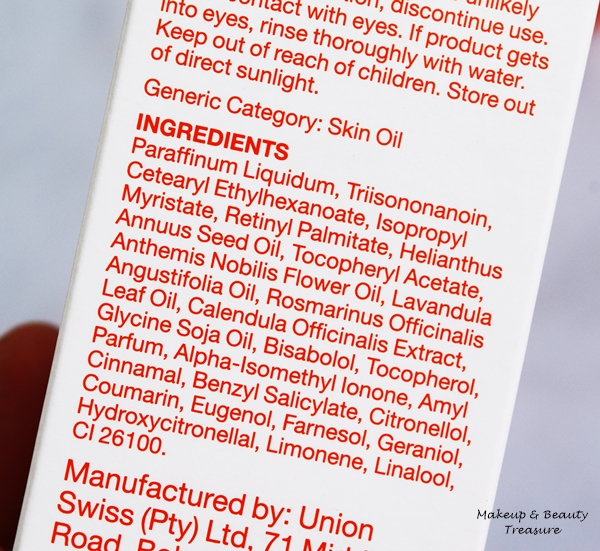 unlikely
discontinue use.
contact with eyes. If product gets
into eyes, rinse thoroughly with water.
Keep out of reach of children. Store out
of direct sunlight.
Generic Category: Skin Oil
INGREDIENTS
Paraffinum Liquidum, Triisononanoin,
Cetearyl Ethylhexanoate, Isopropyl
Myristate, Retinyl Palmitate, Helianthus
Annuus Seed Oil, Tocopheryl Acetate,
Anthemis Nobilis Flower Oil, Lavandula
Angustifolia Oil, Rosmarinus Officinalis
Leaf Oil, Calendula Officinalis Extract,
Glycine Soja Oil, Bisabolol, Tocopherol,
Parfum, Alpha-Isomethyl Ionone, Amyl
Cinnamal, Benzyl Salicylate, Citronellol,
Coumarin, Eugenol, Farnesol, Geraniol,
Hydroxycitronellal, Limonene, Linalool,
CI 26100.
Manufactured by: Union
Swiss (Pty) Ltd, 71
Road,
Makeup & Beauty
Treasure